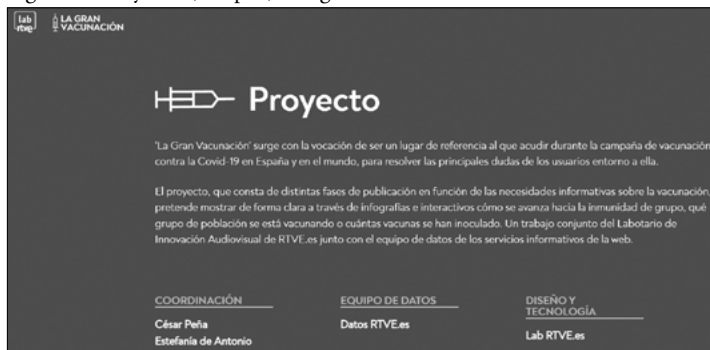 lab
rtve
LA GRAN
VACUNACIÓN
Proyecto
'La Gran Vacunación' surge con la vocación de ser un lugar de referencia al que acudir durante la campaña de vacunación
contra la Covid-19 en España y en el mundo, para resolver las principales dudas de los usuarios entorno a ella.
El proyecto, que consta de distintas fases de publicación en función de las necesidades informativas sobre la vacunación,
pretende mostrar de forma clara a través de infografías e interactivos cómo se avanza hacia la inmunidad de grupo, qué
grupo de población se está vacunando o cuántas vacunas se han inoculado. Un trabajo conjunto del Labotario de
Innovación Audiovisual de RTVE.es junto con el equipo de datos de los servicios informativos de la web.
COORDINACIÓN EQUIPO DE DATOS DISEÑO Y
TECNOLOGÍA
César Peña Datos RTVE.es Lab RTVE.es
Estefanía de Antonio